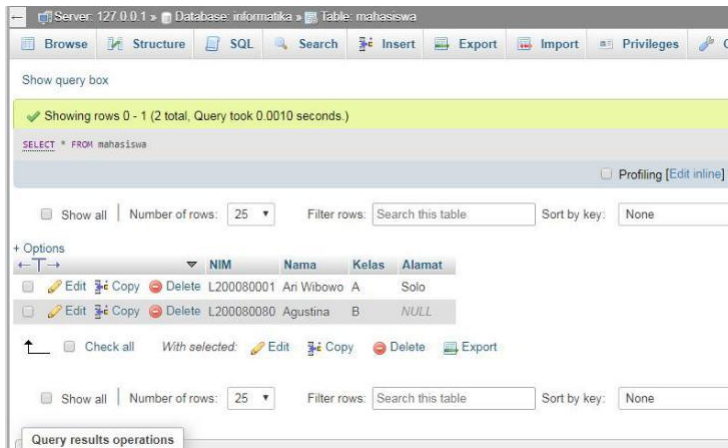 Server: 127.0.0.1 » Database: informatika » Table: mahasiswa
Browse Structure SQL Search Insert Export Import Privileges
Show query box
Showing rows 0 - 1 (2 total, Query took 0.0010 seconds.)
SELECT * FROM mahasiswa
Profiling [Edit inline]
Show all | Number of rows: 25 Filter rows: Search this table Sort by key: None
+ Options
←T→ NIM Nama Kelas Alamat
Edit Copy Delete L200080001 Ari Wibowo A Solo
Edit Copy Delete L200080080 Agustina B NULL
Check all With selected: Edit Copy Delete Export
Show all | Number of rows: 25 Filter rows: Search this table Sort by key: None
Query results operations